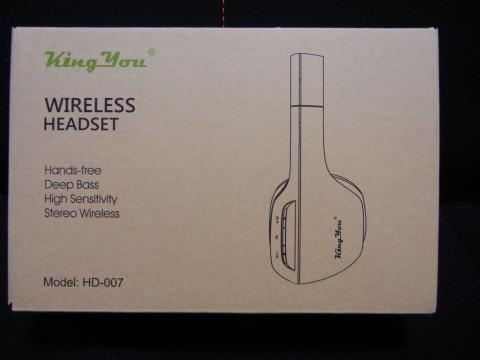 KingYou®
WIRELESS
HEADSET
Hands-free
Deep Bass
High Sensitivity
Stereo Wireless
Model: HD-007
KingYou®